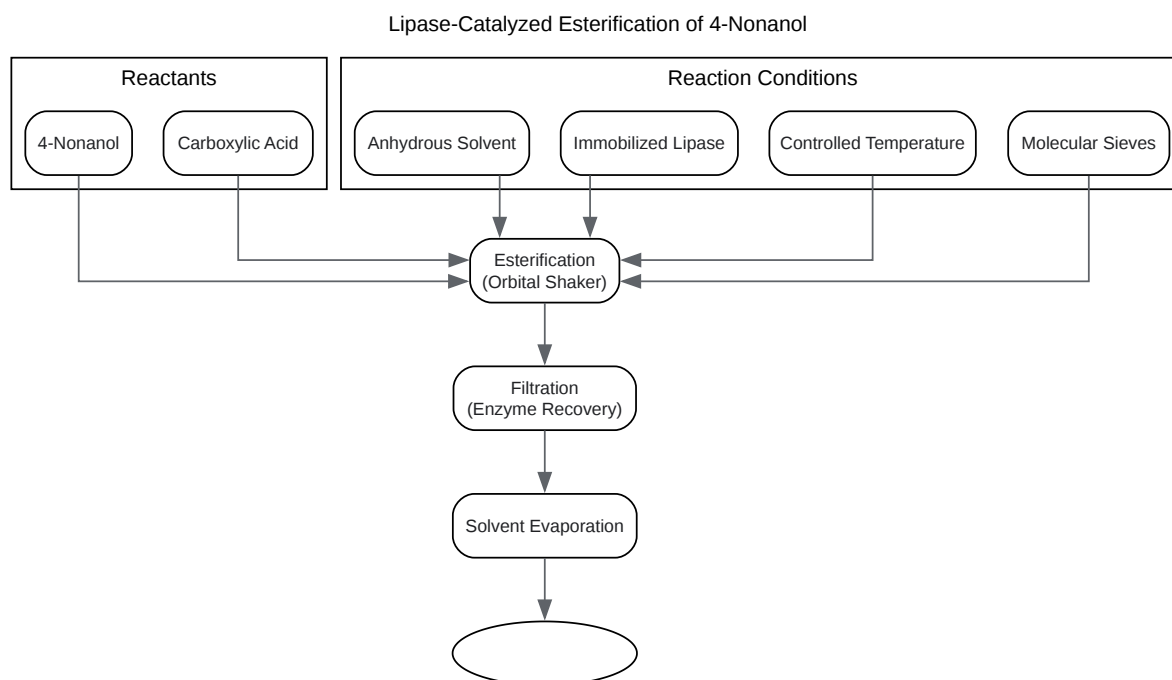 Lipase-Catalyzed Esterification of 4-Nonanol
Reactants
Reaction Conditions
4-Nonanol
Carboxylic Acid
Anhydrous Solvent
Immobilized Lipase
Controlled Temperature
Molecular Sieves
Esterification
(Orbital Shaker)
Filtration
(Enzyme Recovery)
Solvent Evaporation